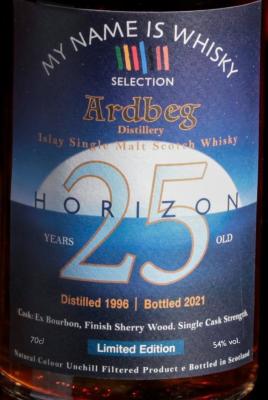 MY NAME IS WHISKY
SELECTION
Ardbeg
Distillery
Islay Single Malt Scotch Whisky
HORIZON
25
YEARS OLD
Distilled 1996 | Bottled 2021
Cask: Ex Bourbon, Finish Sherry Wood. Single Cask Strength.
70cl 54% vol.
Limited Edition
Natural Colour Unchill Filtered Product e Bottled in Scotland